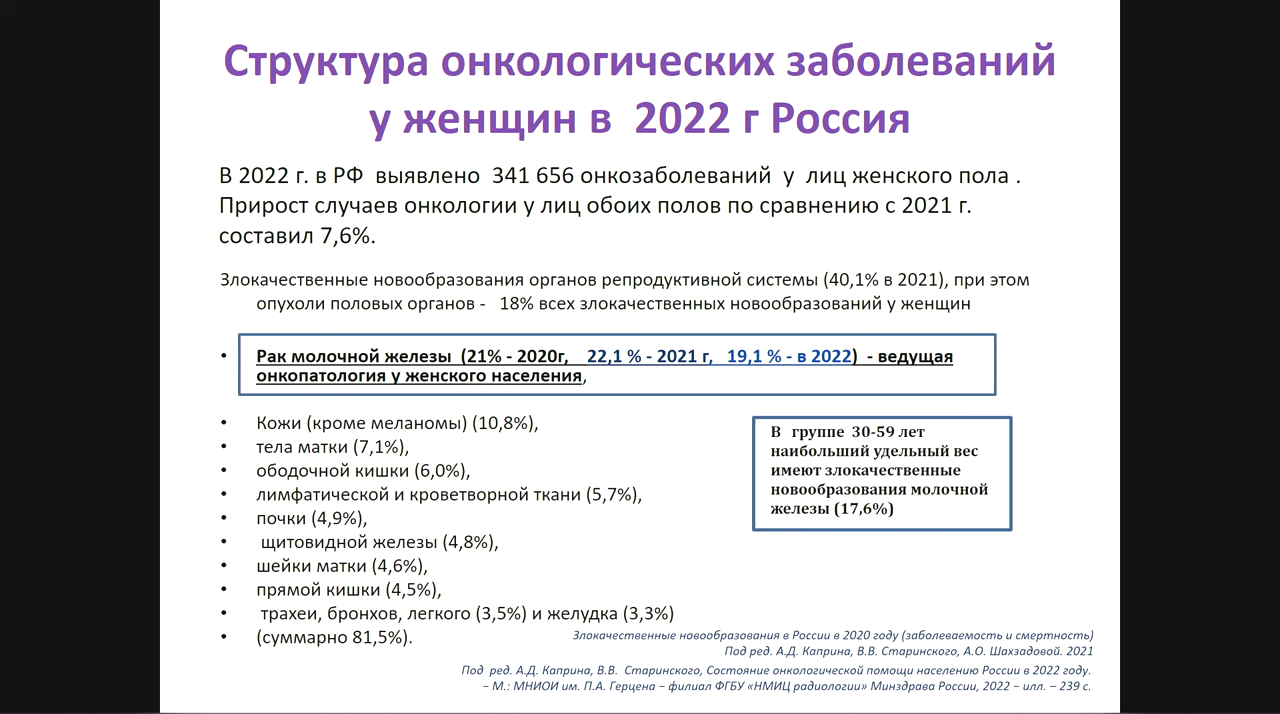 Структура онкологических заболеваний
у женщин в 2022 г Россия
В 2022 г. в РФ выявлено 341 656 онкозаболеваний у лиц женского пола .
Прирост случаев онкологии у лиц обоих полов по сравнению с 2021 г.
составил 7,6%.
Злокачественные новообразования органов репродуктивной системы (40,1% в 2021), при этом
опухоли половых органов - 18% всех злокачественных новообразований у женщин
• Рак молочной железы (21% - 2020г, 22,1 % - 2021 г, 19,1 % - в 2022) - ведущая
онкопатология у женского населения,
• Кожи (кроме меланомы) (10,8%),
• тела матки (7,1%),
• ободочной кишки (6,0%),
• лимфатической и кроветворной ткани (5,7%),
• почки (4,9%),
• щитовидной железы (4,8%),
• шейки матки (4,6%),
• прямой кишки (4,5%),
• трахеи, бронхов, легкого (3,5%) и желудка (3,3%)
• (суммарно 81,5%).
В группе 30-59 лет
наибольший удельный вес
имеют злокачественные
новообразования молочной
железы (17,6%)
Злокачественные новообразования в России в 2020 году (заболеваемость и смертность)
Под ред. А.Д. Каприна, В.В. Старинского, А.О. Шахзадовой. 2021
Под ред. А.Д. Каприна, В.В. Старинского, Состояние онкологической помощи населению России в 2022 году.
− М.: МНИОИ им. П.А. Герцена − филиал ФГБУ «НМИЦ радиологии» Минздрава России, 2022 − илл. − 239 с.